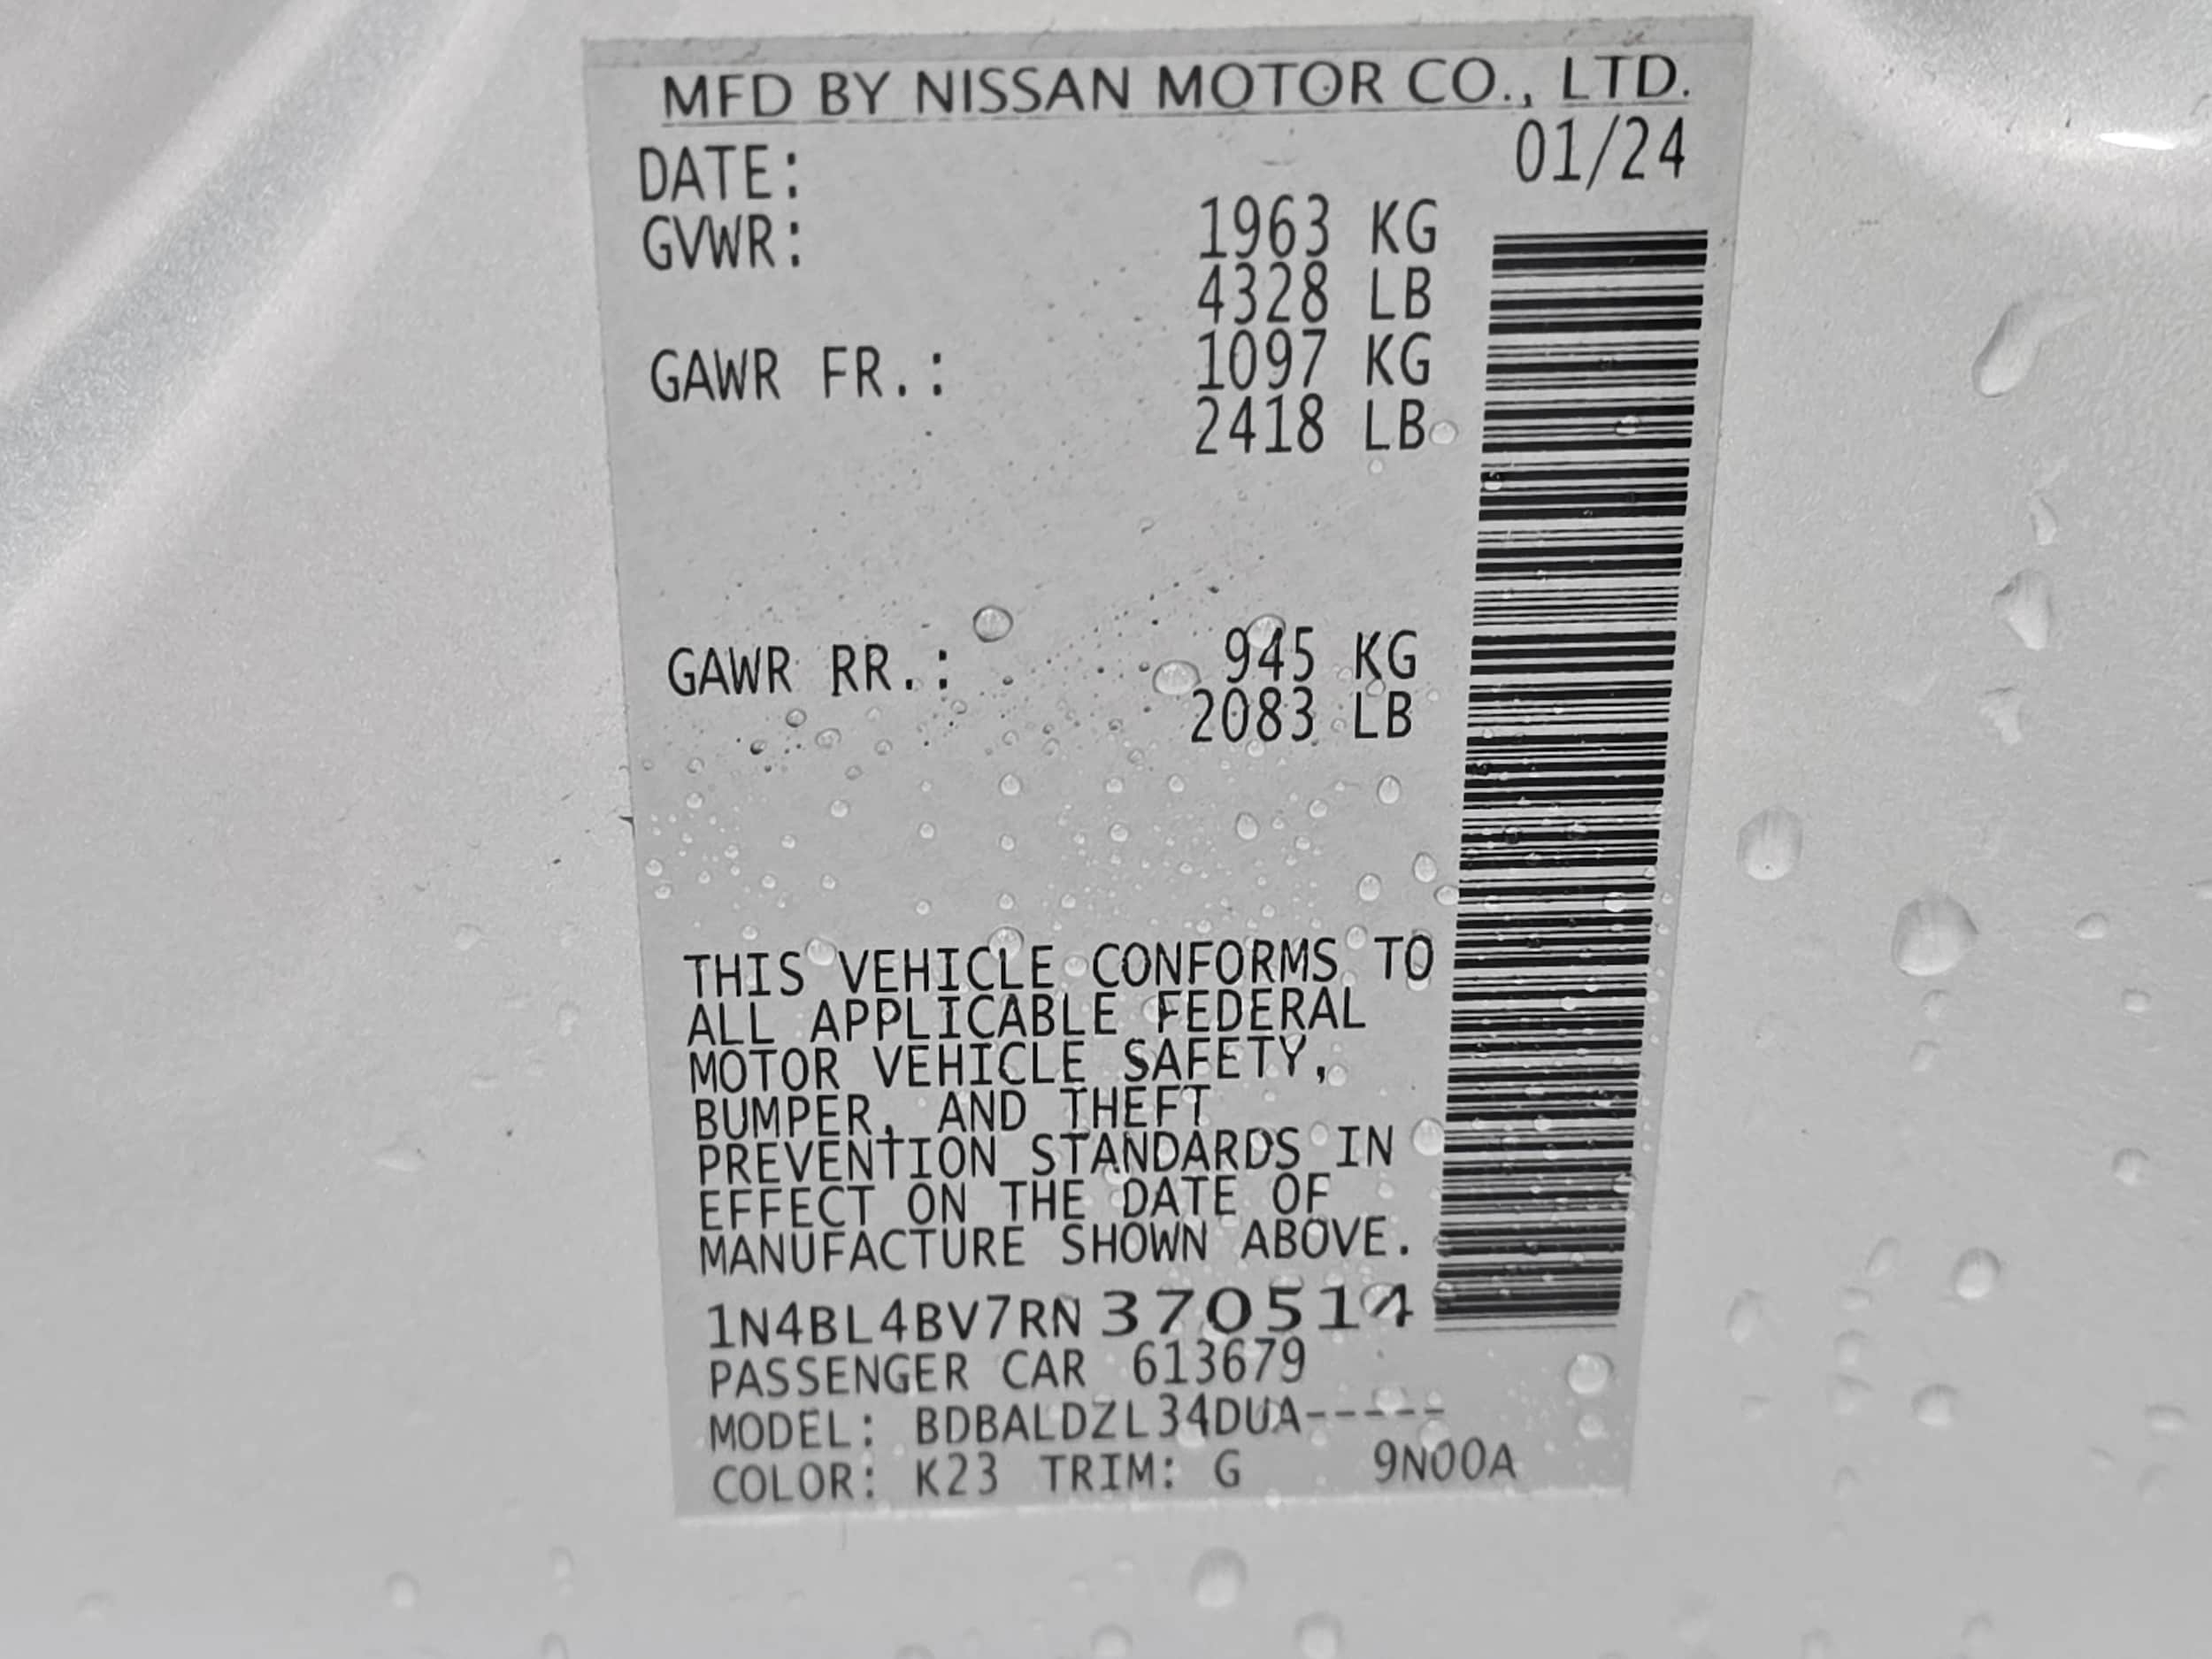 MFD BY NISSAN MOTOR CO., LTD.
DATE: 01/24
GVWR: 1963 KG
4328 LB
GAWR FR.: 1097 KG
2418 LB
GAWR RR.: 945 KG
2083 LB
THIS VEHICLE CONFORMS TO
ALL APPLICABLE FEDERAL
MOTOR VEHICLE SAFETY,
BUMPER, AND THEFT
PREVENTION STANDARDS IN
EFFECT ON THE DATE OF
MANUFACTURE SHOWN ABOVE.
1N4BL4BV7RN370514
PASSENGER CAR 613679
MODEL: BDBALDZL34DUA-----
COLOR: K23 TRIM: G 9N00A